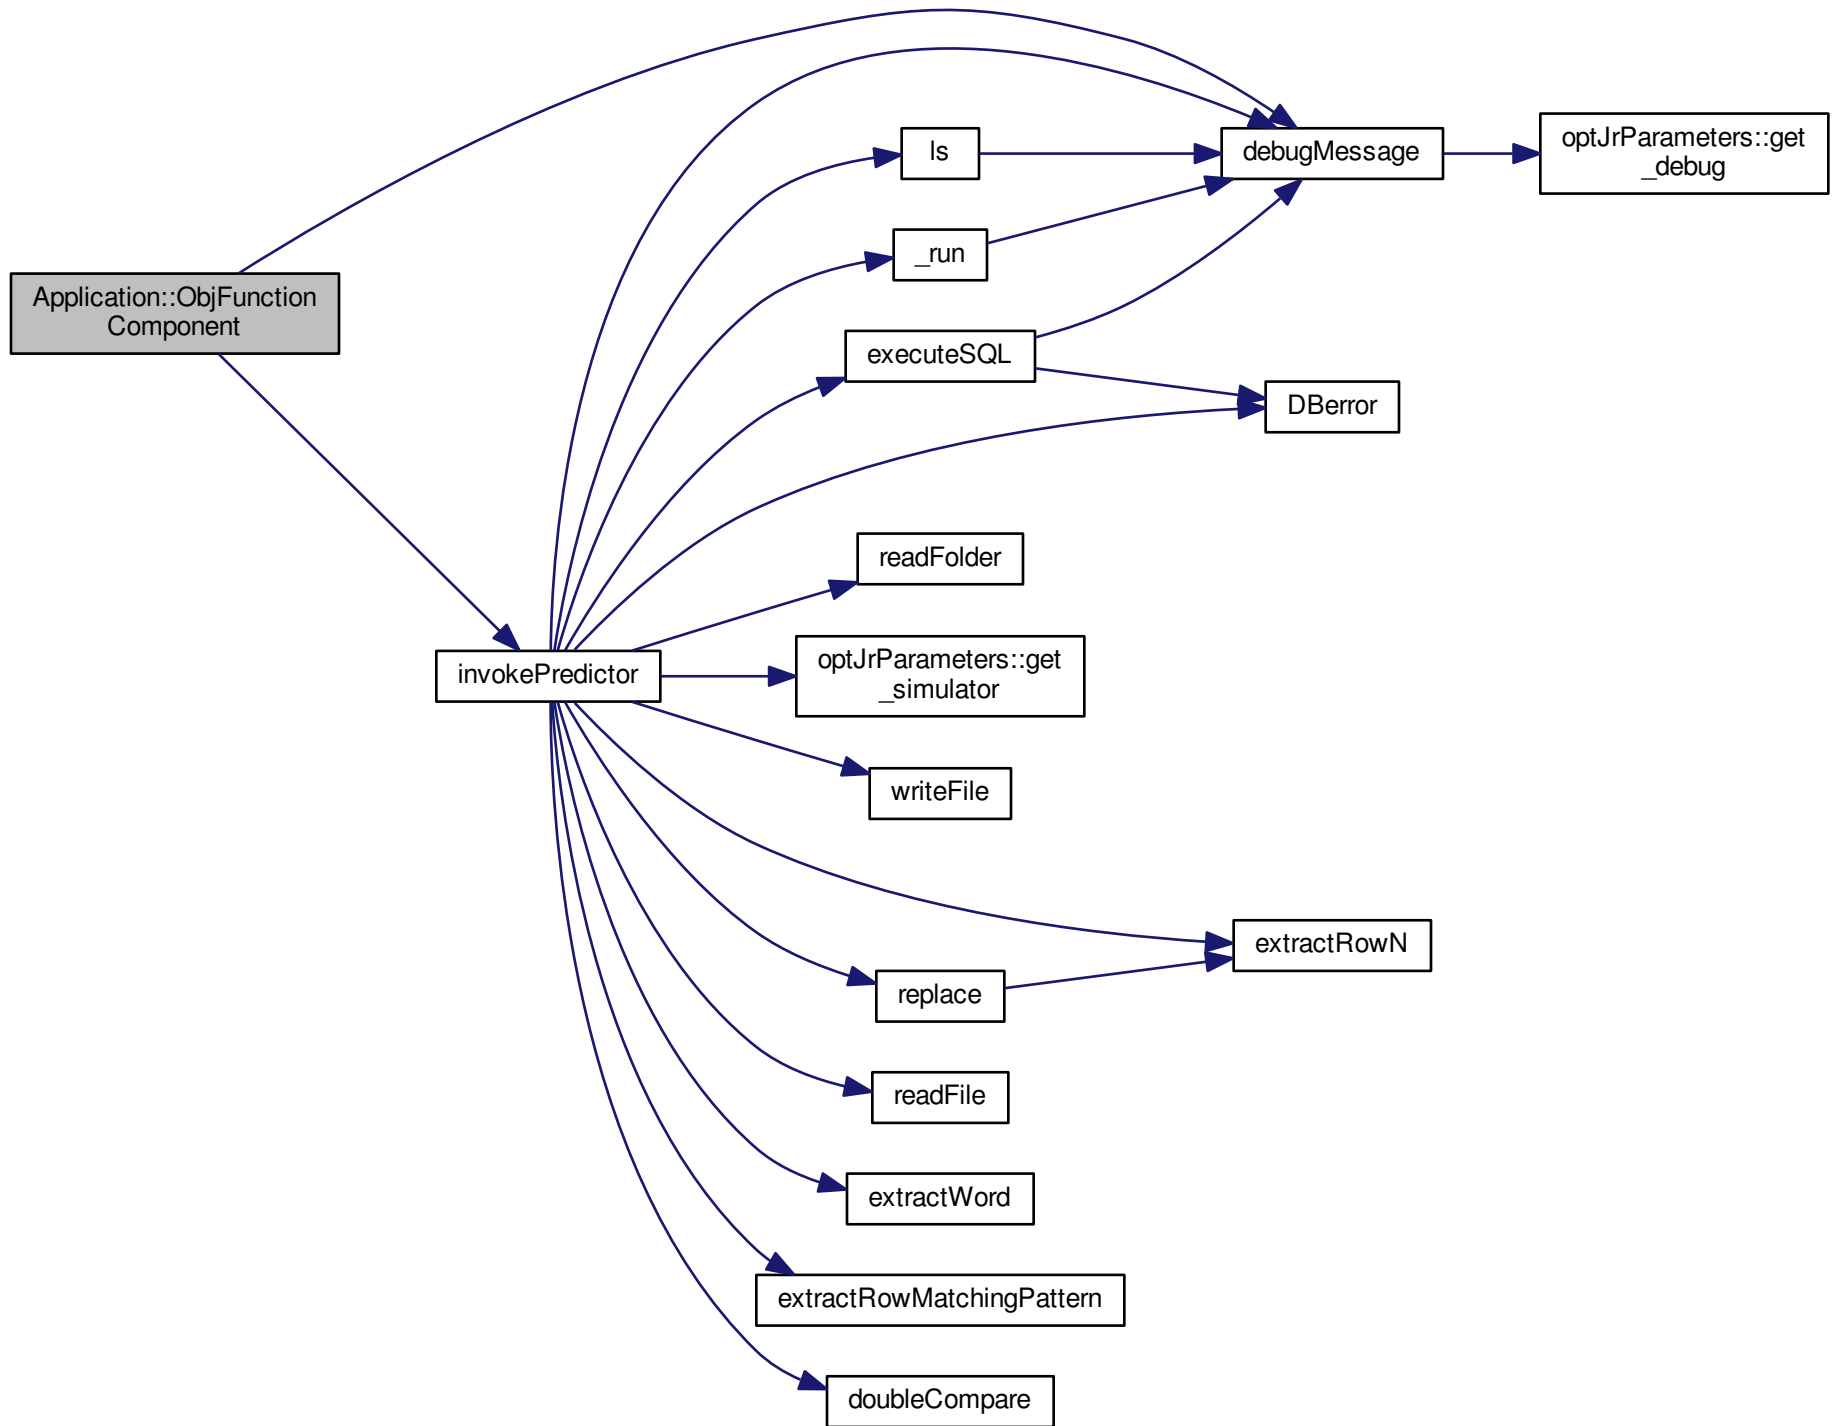 Application::ObjFunction
Component
invokePredictor
ls
_run
executeSQL
debugMessage
optJrParameters::get
_debug
DBerror
readFolder
optJrParameters::get
_simulator
writeFile
extractRowN
replace
readFile
extractWord
extractRowMatchingPattern
doubleCompare